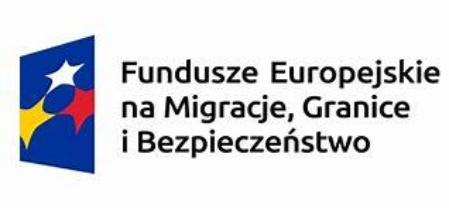 Fundusze Europejskie
na Migracje, Granice
i Bezpieczeństwo